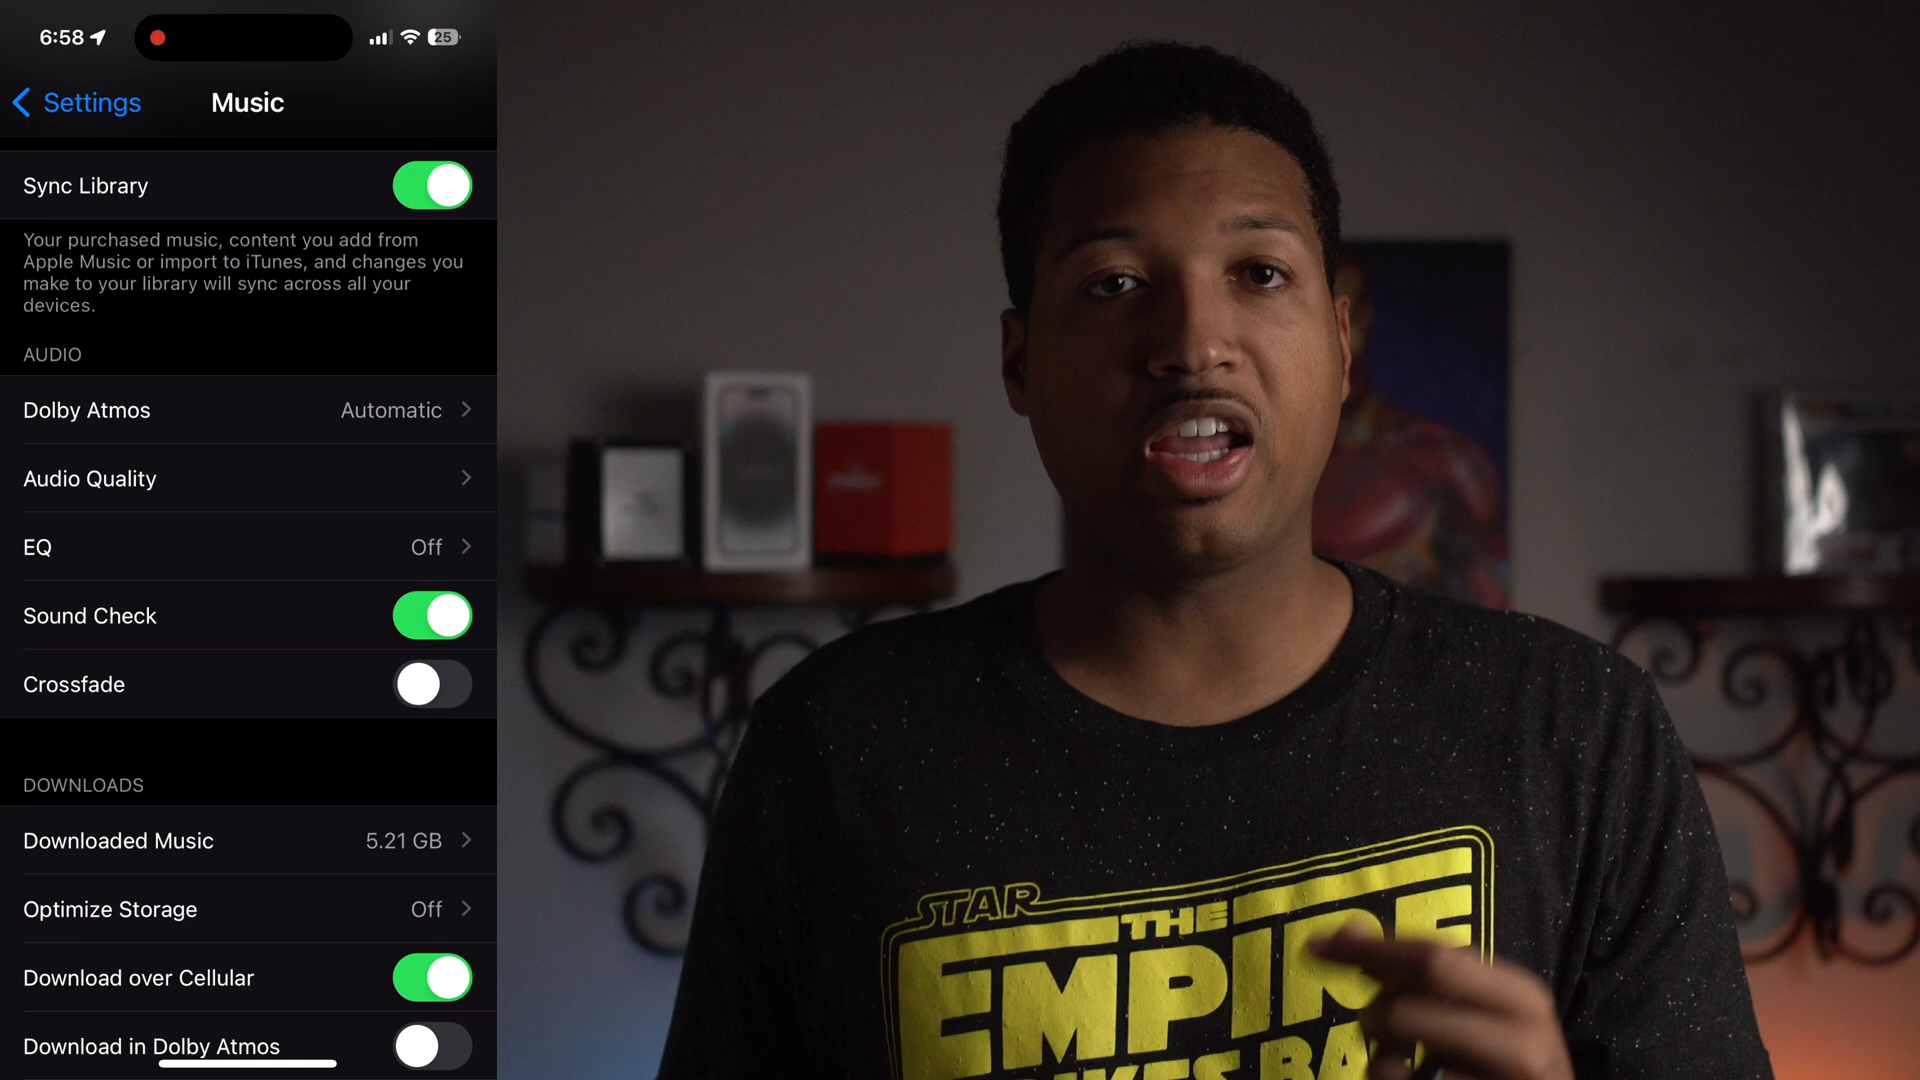 6:58
25
Settings
Music
Sync Library
Your purchased music, content you add from
Apple Music or import to iTunes, and changes you
make to your library will sync across all your
devices.
AUDIO
Dolby Atmos
Automatic
Audio Quality
EQ
Off
Sound Check
Crossfade
DOWNLOADS
Downloaded Music
5.21 GB
Optimize Storage
Off
Download over Cellular
Download in Dolby Atmos
STAR
THE
EMPIRE